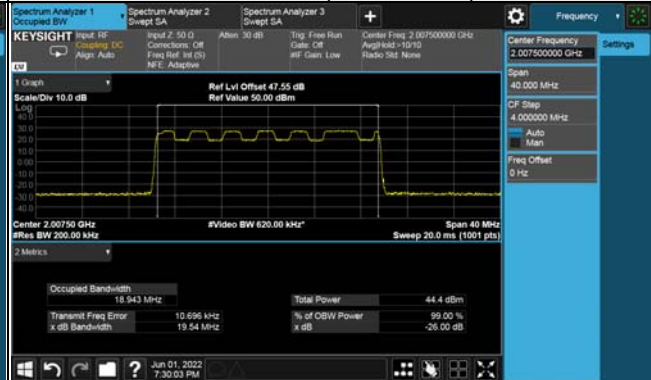 Spectrum Analyzer 1
Occupied BW
Spectrum Analyzer 2
Swept SA
Spectrum Analyzer 3
Swept SA
+
Frequency
KEYSIGHT
Input: RF
Coupling: DC
Align: Auto
Input Z: 50 Ω
Corrections: Off
Freq Ref: Int (S)
NFE: Adaptive
Atten: 30 dB
Trig: Free Run
Gate: Off
#IF Gain: Low
Center Freq: 2.007500000 GHz
Avg|Hold:>10/10
Radio Std: None
Center Frequency
2.007500000 GHz
Settings
Span
40.000 MHz
CF Step
4.000000 MHz
Auto
Man
Freq Offset
0 Hz
LXI
1 Graph
Scale/Div 10.0 dB
Ref Lvl Offset 47.55 dB
Ref Value 50.00 dBm
Log
40.0
30.0
20.0
10.0
0.00
-10.0
-20.0
-30.0
-40.0
Center 2.00750 GHz
#Res BW 200.00 kHz
#Video BW 620.00 kHz*
Span 40 MHz
Sweep 20.0 ms (1001 pts)
2 Metrics
Occupied Bandwidth
18.943 MHz
Total Power 44.4 dBm
Transmit Freq Error 10.696 kHz
% of OBW Power 99.00 %
x dB Bandwidth 19.54 MHz
x dB -26.00 dB
?
Jun 01, 2022
7:30:03 PM